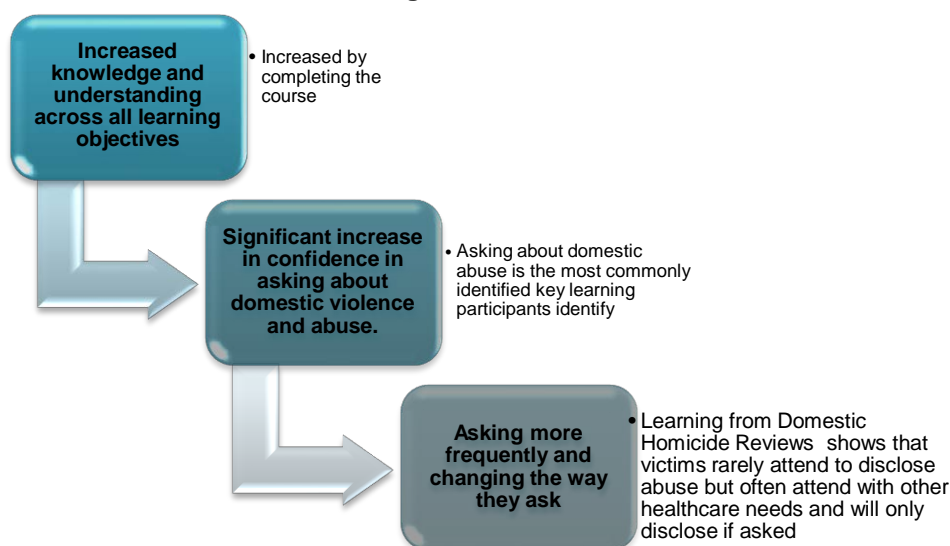 Increased
knowledge and
understanding
across all learning
objectives
• Increased by
completing the
course
Significant increase
in confidence in
asking about
domestic violence
and abuse.
• Asking about domestic
abuse is the most commonly
identified key learning
participants identify
Asking more
frequently and
changing the way
they ask
• Learning from Domestic
Homicide Reviews shows that
victims rarely attend to disclose
abuse but often attend with other
healthcare needs and will only
disclose if asked